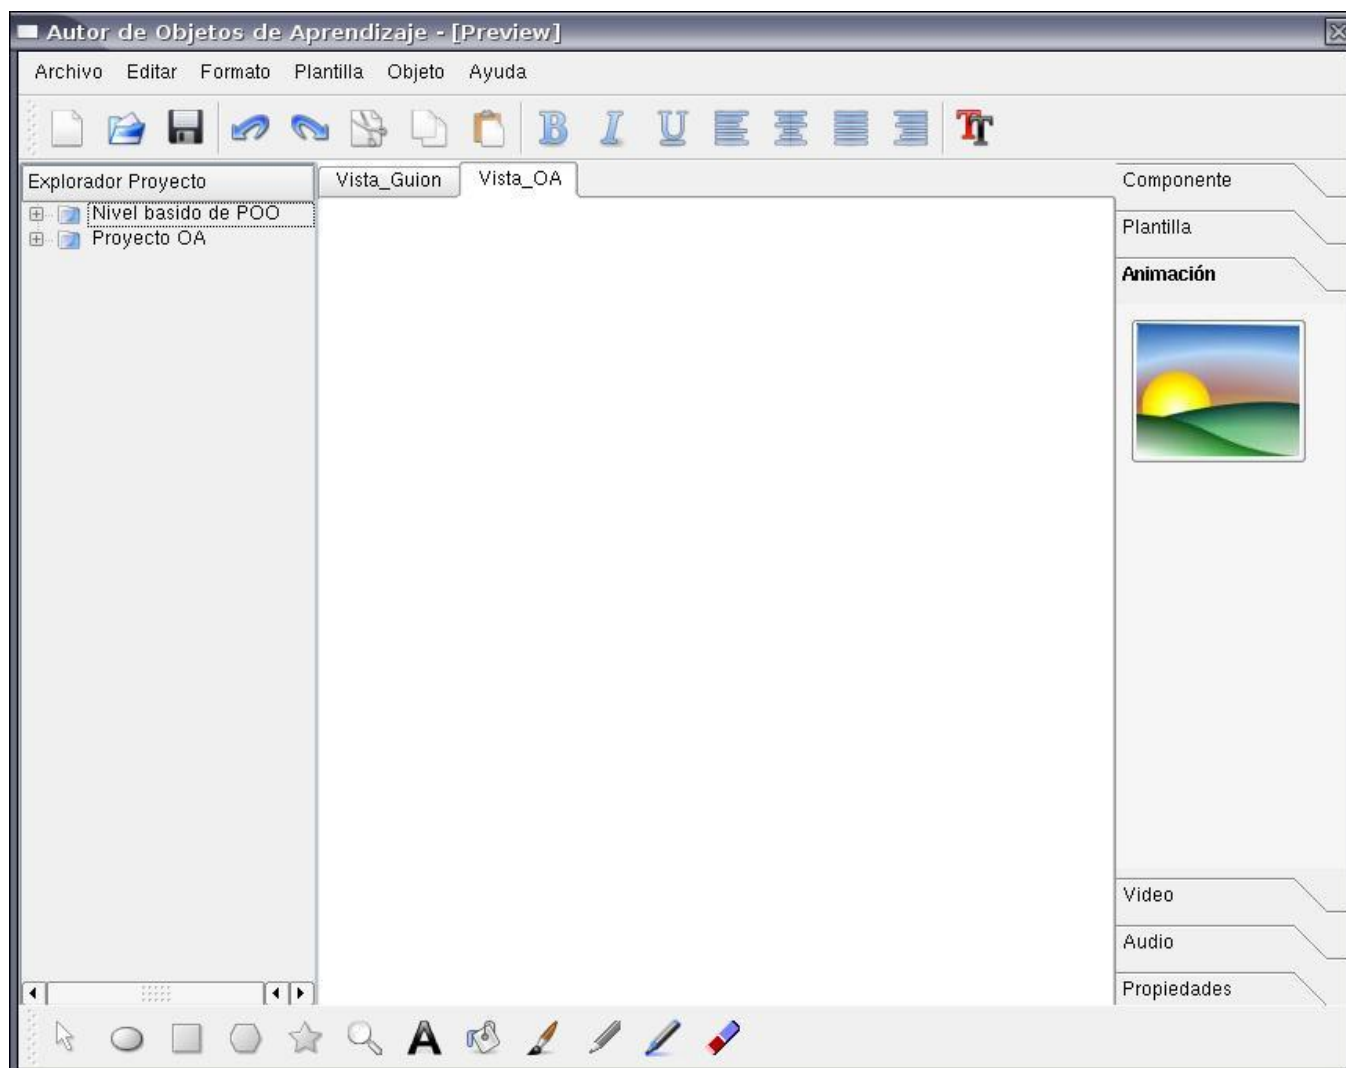 Autor de Objetos de Aprendizaje - [Preview]
Archivo Editar Formato Plantilla Objeto Ayuda
B I U TT
Explorador Proyecto
Nivel basido de POO
Proyecto OA
Vista_Guion Vista_OA
Componente
Plantilla
Animación
Video
Audio
Propiedades
A